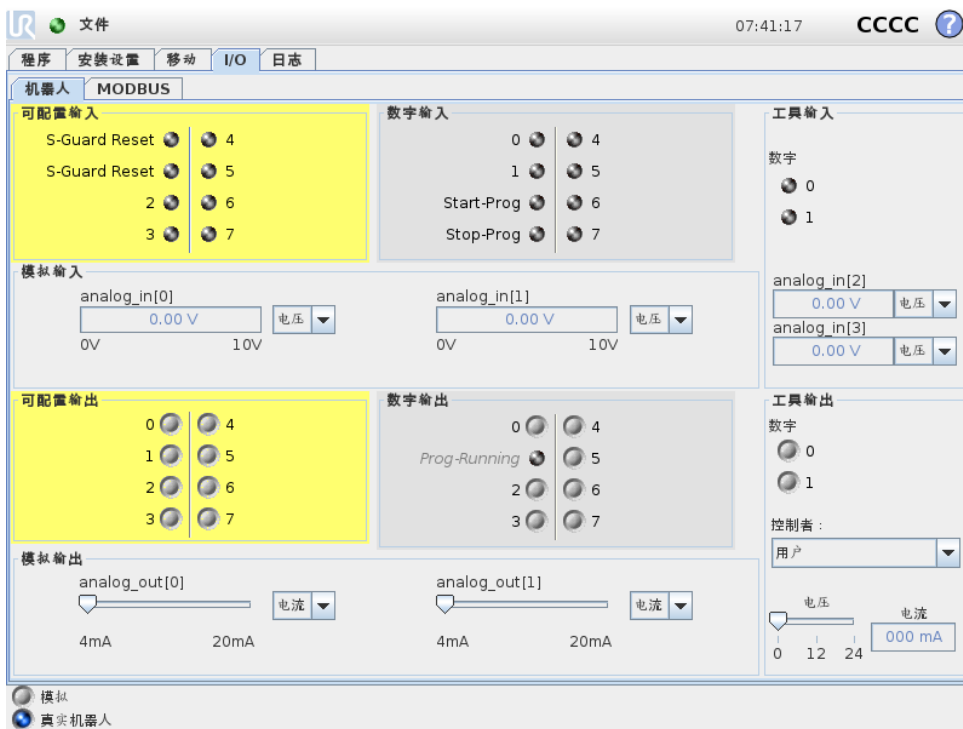 UR 文件 07:41:17 CCCC ?
程序 安装设置 移动 I/O 日志
机器人 MODBUS
可配置输入
S-Guard Reset 4
S-Guard Reset 5
2 6
3 7
数字输入
0 4
1 5
Start-Prog 6
Stop-Prog 7
工具输入
数字
0
1
模拟输入
analog_in[0]
0.00 V 电压
0V 10V
analog_in[1]
0.00 V 电压
0V 10V
analog_in[2]
0.00 V 电压
analog_in[3]
0.00 V 电压
可配置输出
0 4
1 5
2 6
3 7
数字输出
0 4
Prog-Running 5
2 6
3 7
工具输出
数字
0
1
控制者：
用户
模拟输出
analog_out[0]
电流
4mA 20mA
analog_out[1]
电流
4mA 20mA
电压
0 12 24
电流
000 mA
模拟
真实机器人